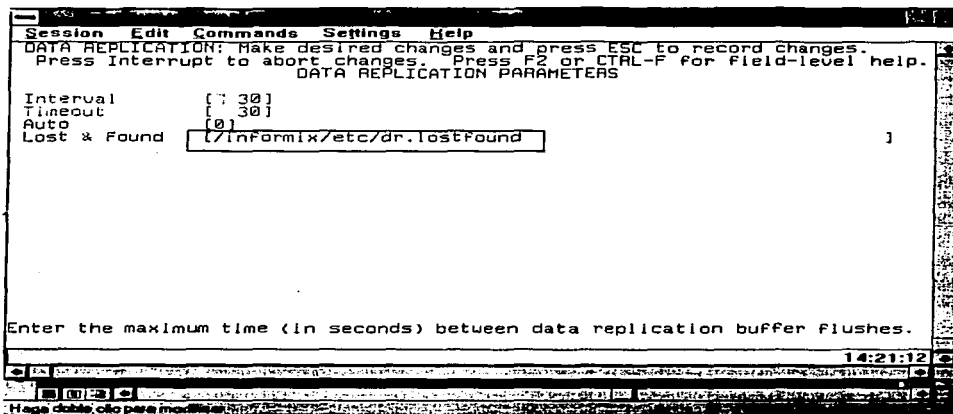 Session Edit Commands Settings Help
DATA REPLICATION: Make desired changes and press ESC to record changes.
Press Interrupt to abort changes. Press F2 or CTRL-F for field-level help.
DATA REPLICATION PARAMETERS
Interval [ 30]
Timeout [ 30]
Auto [0]
Lost & Found [/informix/etc/dr.lostfound ]
Enter the maximum time (in seconds) between data replication buffer flushes.
14:21:12
Haga doble clic para modificar